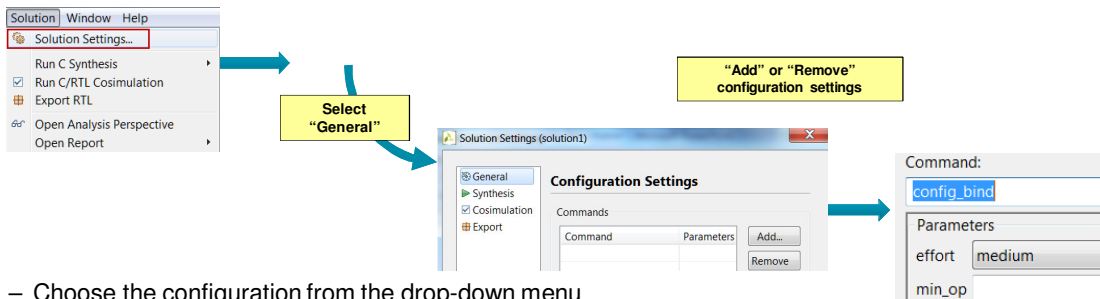 Solution Window Help
Solution Settings...
Run C Synthesis
Run C/RTL Cosimulation
Export RTL
Open Analysis Perspective
Open Report
Select
“General”
“Add” or “Remove”
configuration settings
Solution Settings (solution1)
General
Synthesis
Cosimulation
Export
Configuration Settings
Commands
Command Parameters
Add...
Remove
Command:
config_bind
Parameters
effort medium
min_op
– Choose the configuration from the drop-down menu